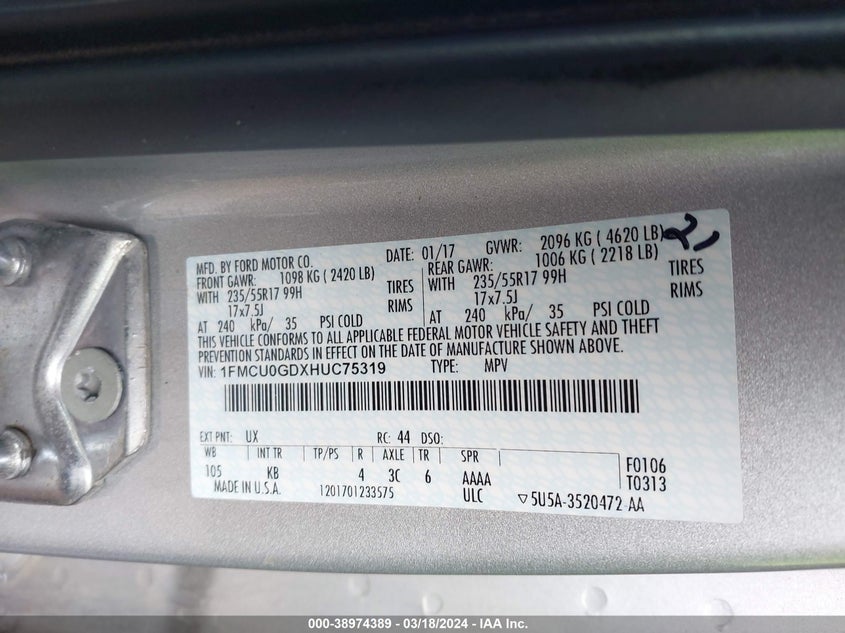 MFD. BY FORD MOTOR CO. DATE: 01/17 GVWR: 2096 KG ( 4620 LB)
FRONT GAWR: 1098 KG ( 2420 LB) REAR GAWR: 1006 KG ( 2218 LB)
WITH 235/55R17 99H TIRES WITH 235/55R17 99H TIRES
17x7.5J RIMS 17x7.5J RIMS
AT 240 kPa/ 35 PSI COLD AT 240 kPa/ 35 PSI COLD
THIS VEHICLE CONFORMS TO ALL APPLICABLE FEDERAL MOTOR VEHICLE SAFETY AND THEFT
PREVENTION STANDARDS IN EFFECT ON THE DATE OF MANUFACTURE SHOWN ABOVE.
VIN: 1FMCU0GDXHUC75319 TYPE: MPV
EXT PNT: UX RC: 44 DSO:
WB INT TR TP/PS R AXLE TR SPR
105 KB 4 3C 6 AAAA
F0106
T0313
MADE IN U.S.A. 1201701233575 ULC ▽5U5A-3520472-AA
000-38974389 - 03/18/2024 - IAA Inc.